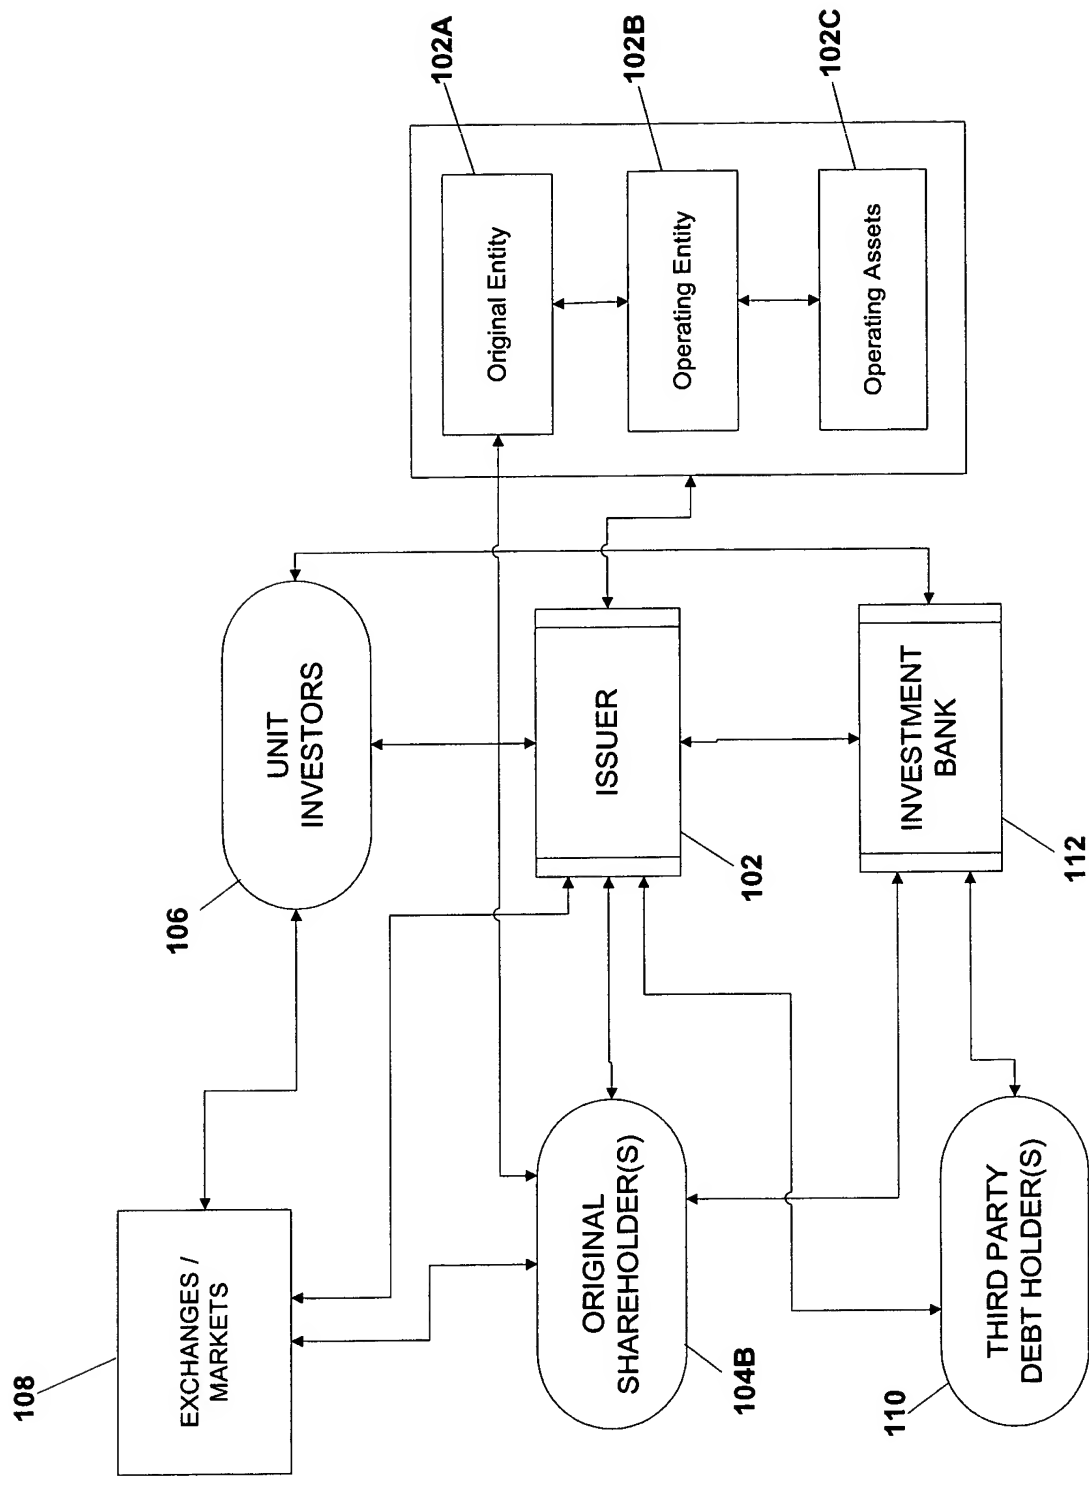 108
EXCHANGES /
MARKETS
106
UNIT
INVESTORS
102A
Original Entity
102B
Operating Entity
102C
Operating Assets
ORIGINAL
SHAREHOLDER(S)
104B
ISSUER
102
THIRD PARTY
DEBT HOLDER(S)
110
INVESTMENT
BANK
112